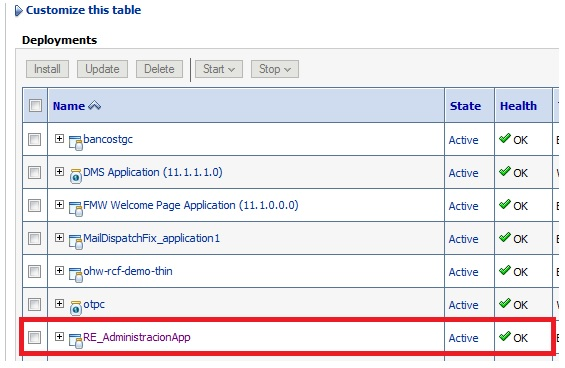 Customize this table
Deployments
Install Update Delete Start Stop
Name State Health
bancostgc Active OK
DMS Application (11.1.1.1.0) Active OK
FMW Welcome Page Application (11.1.0.0.0) Active OK
MailDispatchFix_application1 Active OK
ohw-rcf-demo-thin Active OK
otpc Active OK
RE_AdministracionApp Active OK